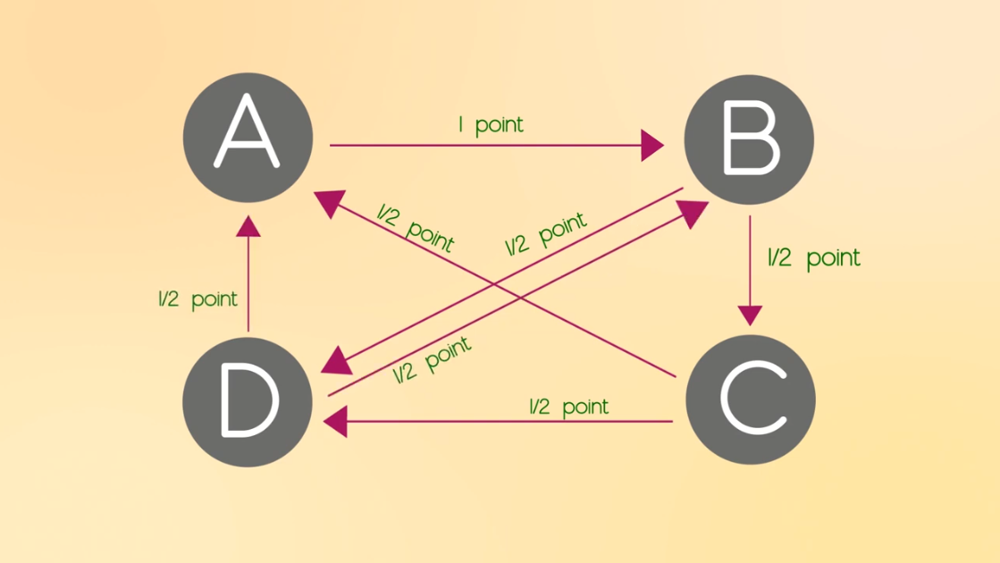 A
1 point
B
1/2 point
1/2 point
1/2 point
1/2 point
1/2 point
1/2 point
D
C